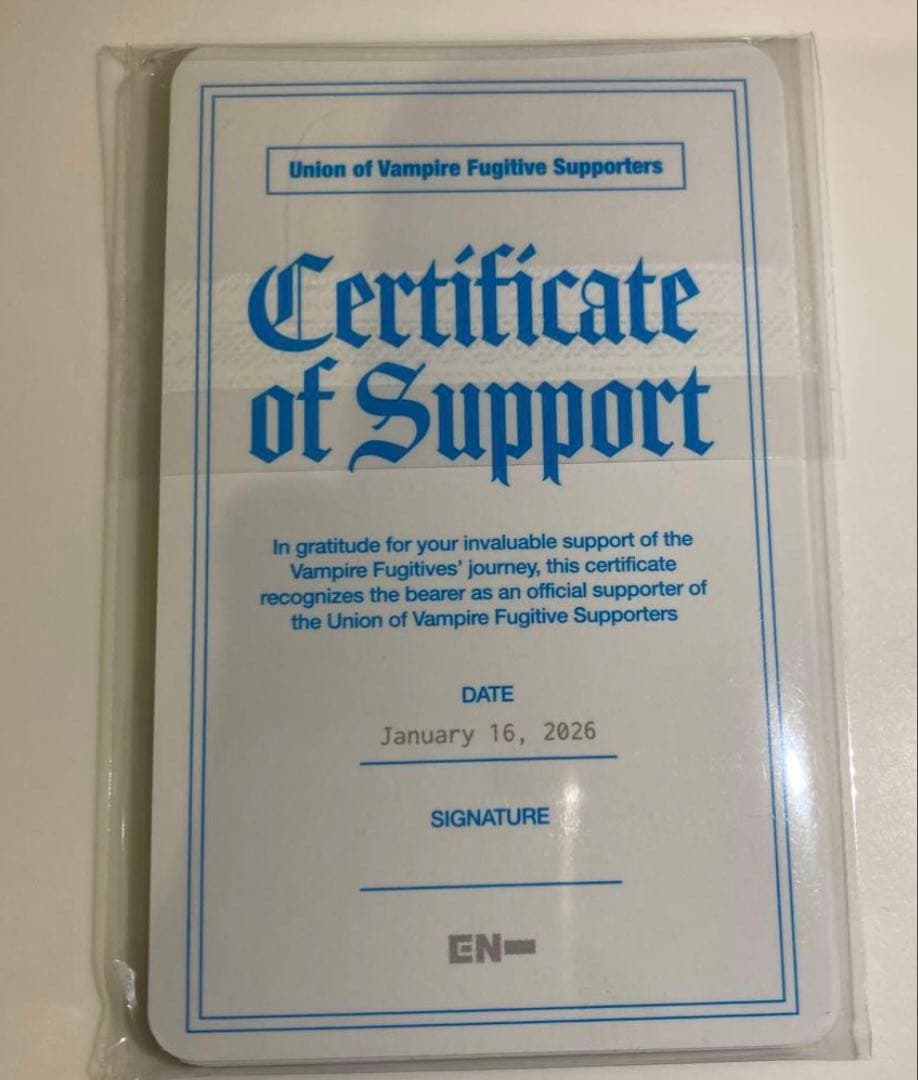 Union of Vampire Fugitive Supporters
Certificate
of Support
In gratitude for your invaluable support of the
Vampire Fugitives' journey, this certificate
recognizes the bearer as an official supporter of
the Union of Vampire Fugitive Supporters
DATE
January 16, 2026
SIGNATURE
EN-